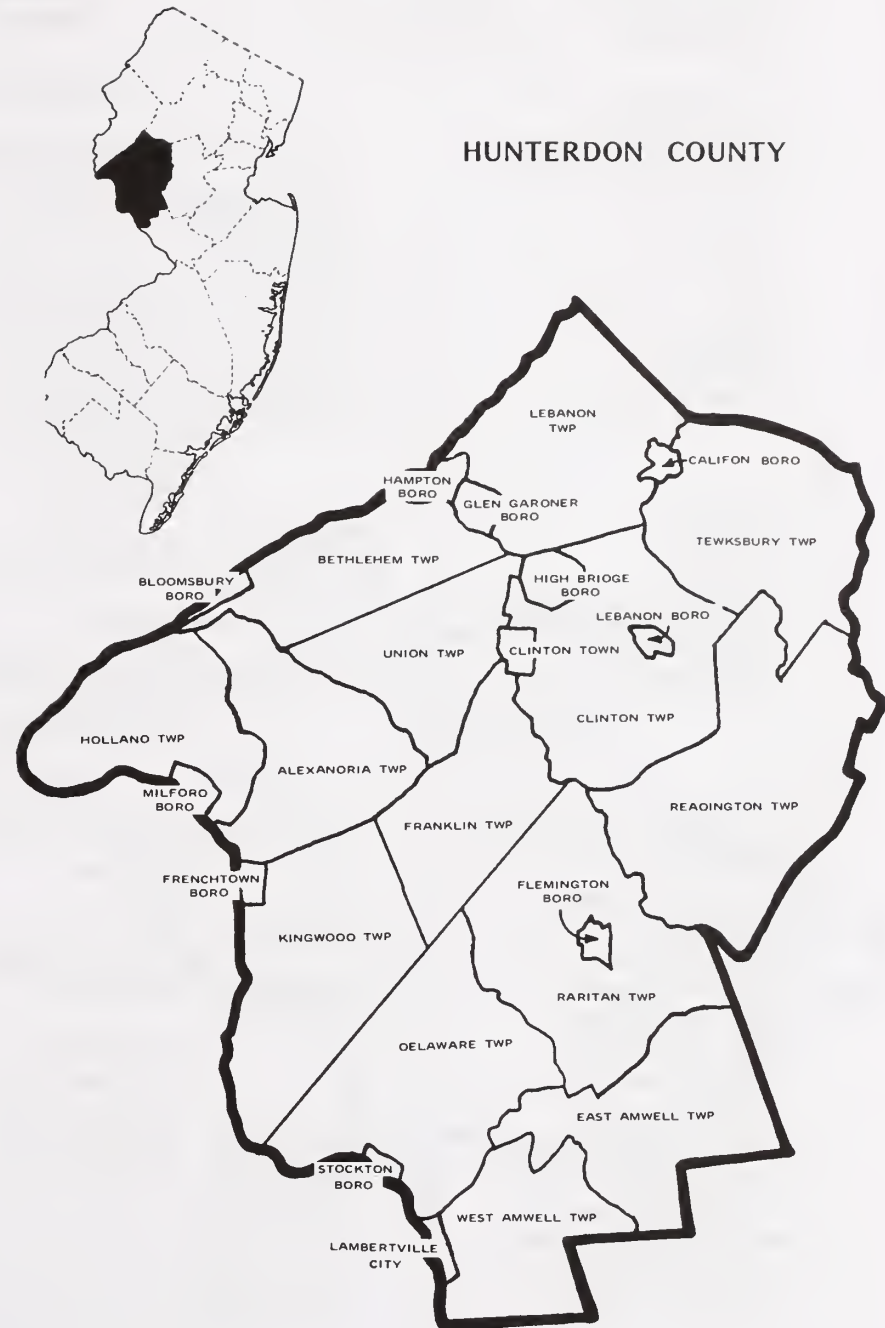 HUNTERDON COUNTY
LEBANON
TWP
CALIFON BORO
HAMPTON
BORO
GLEN GARONER
BORO
TEWKSBURY TWP
BETHLEHEM TWP
BLOOMSBURY
BORO
HIGH BRIDGE
BORO
LEBANON BORO
UNION TWP
CLINTON TOWN
CLINTON TWP
HOLLANO TWP
ALEXANORIA TWP
MILFORO
BORO
FRANKLIN TWP
REAOINGTON TWP
FRENCHTOWN
BORO
FLEMINGTON
BORO
KINGWOOO TWP
RARITAN TWP
OELAWARE TWP
EAST AMWELL TWP
STOCKTON
BORO
WEST AMWELL TWP
LAMBERTVILLE
CITY